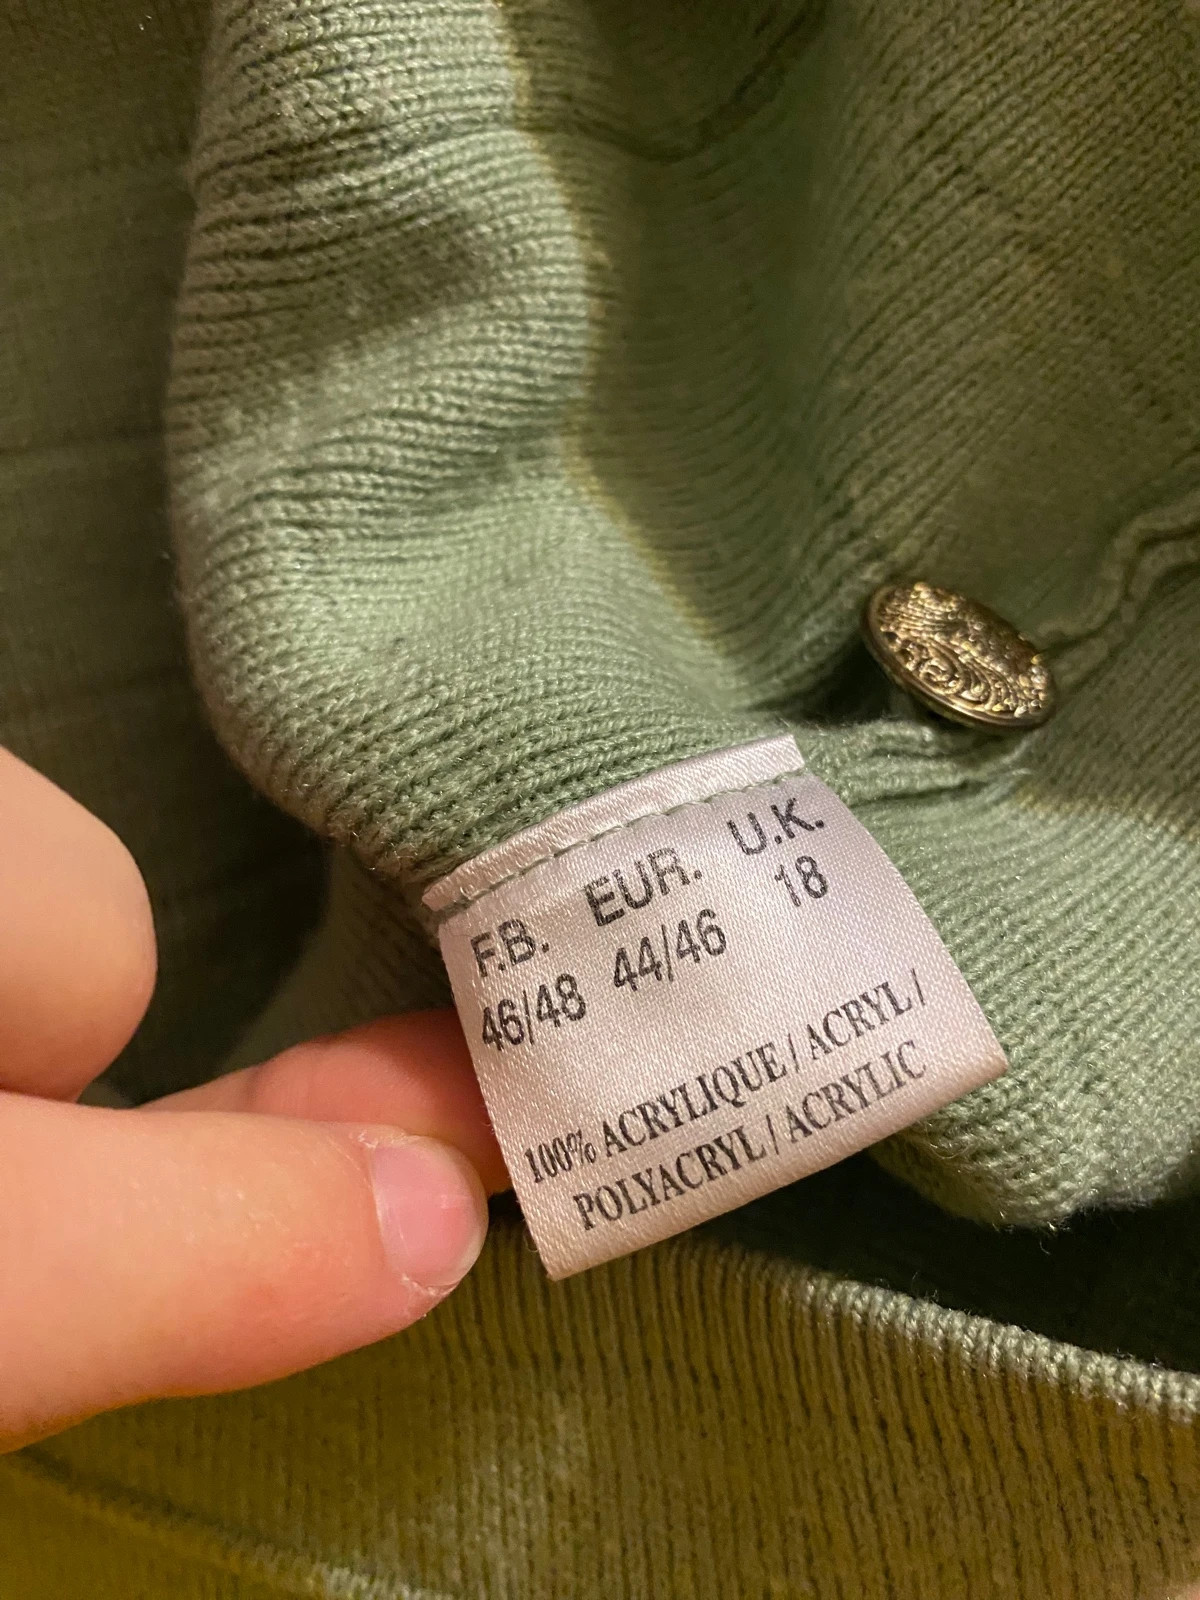 F.B. EUR. U.K.
46/48 44/46 18
100% ACRYLIQUE / ACRYL /
POLYACRYL / ACRYLIC